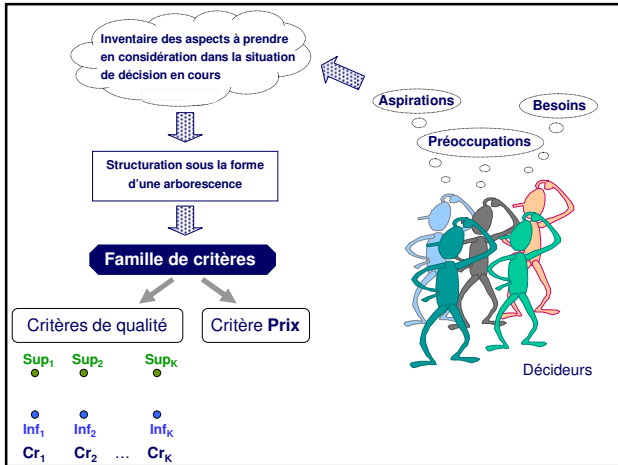 Inventaire des aspects à prendre
en considération dans la situation
de décision en cours
Aspirations
Besoins
Préoccupations
Structuration sous la forme
d'une arborescence
Famille de critères
Critères de qualité
Critère Prix
Sup1 Sup2 SupK
Décideurs
Inf1 Inf2 InfK
Cr1 Cr2 ... CrK